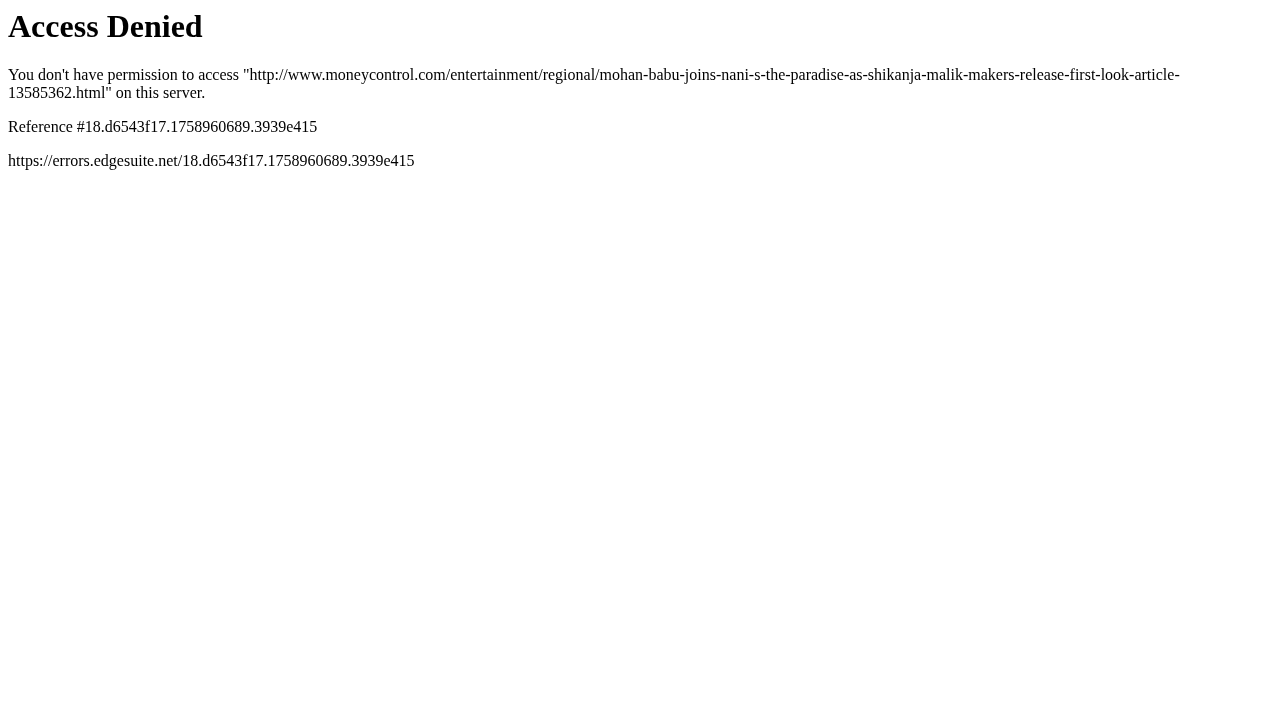 Access Denied
You don't have permission to access "http://www.moneycontrol.com/entertainment/regional/mohan-babu-joins-nani-s-the-paradise-as-shikanja-malik-makers-release-first-look-article-
13585362.html" on this server.
Reference #18.d6543f17.1758960689.3939e415
https://errors.edgesuite.net/18.d6543f17.1758960689.3939e415